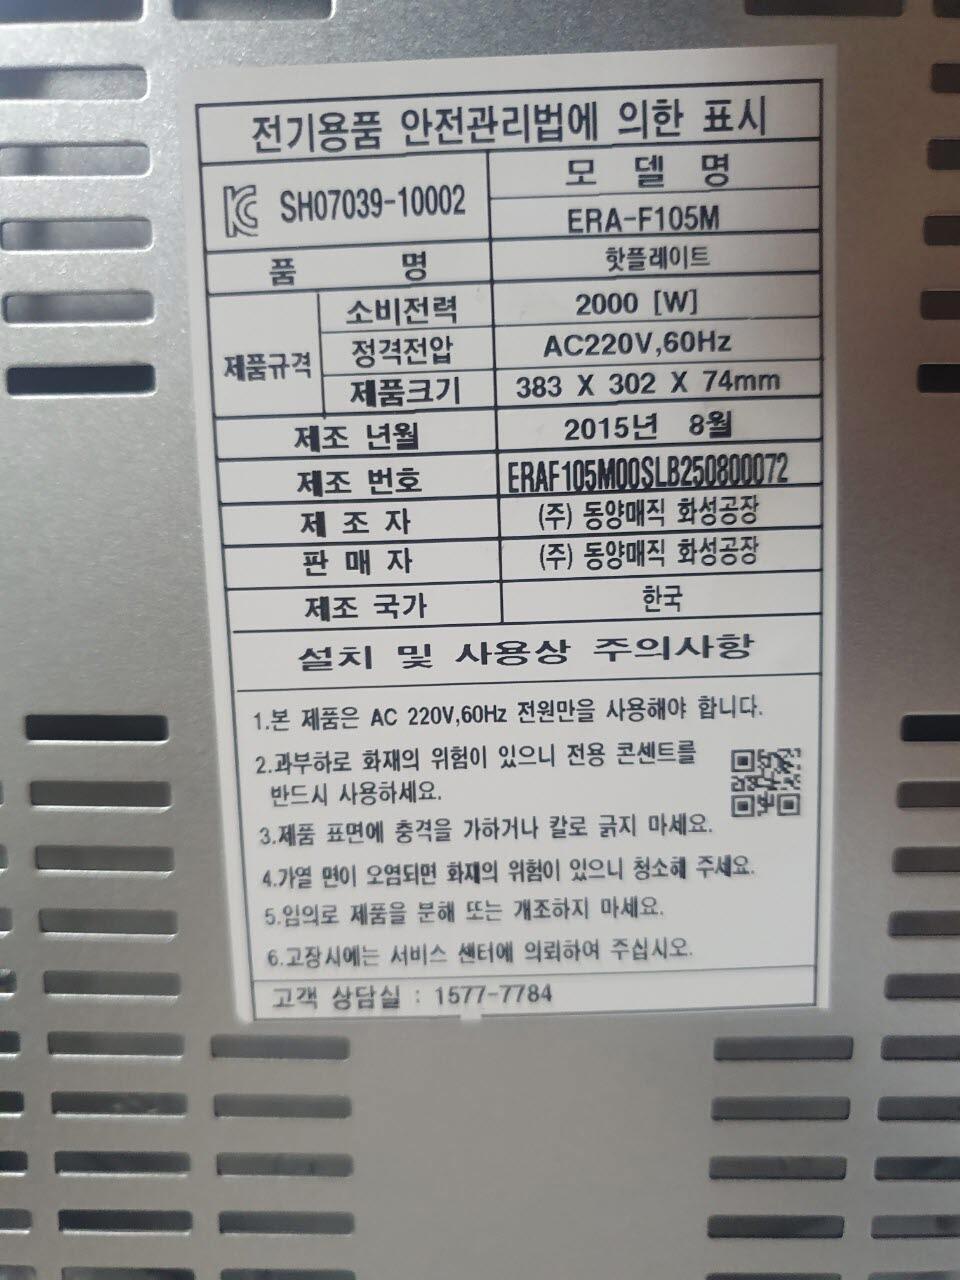 전기용품 안전관리법에 의한 표시
SH07039-10002
모 델 명
ERA-F105M
품 명
핫플레이트
제품규격
소비전력
2000 [W]
정격전압
AC220V,60Hz
제품크기
383 X 302 X 74mm
제조 년월
2015년 8월
제조 번호
ERAF105M00SLB250800072
제 조 자
(주) 동양매직 화성공장
판 매 자
(주) 동양매직 화성공장
제조 국가
한국
설치 및 사용상 주의사항
1.본 제품은 AC 220V,60Hz 전원만을 사용해야 합니다.
2.과부하로 화재의 위험이 있으니 전용 콘센트를
반드시 사용하세요.
3.제품 표면에 충격을 가하거나 칼로 긁지 마세요.
4.가열 면이 오염되면 화재의 위험이 있으니 청소해 주세요.
5.임의로 제품을 분해 또는 개조하지 마세요.
6.고장시에는 서비스 센터에 의뢰하여 주십시오.
고객 상담실 : 1577-7784